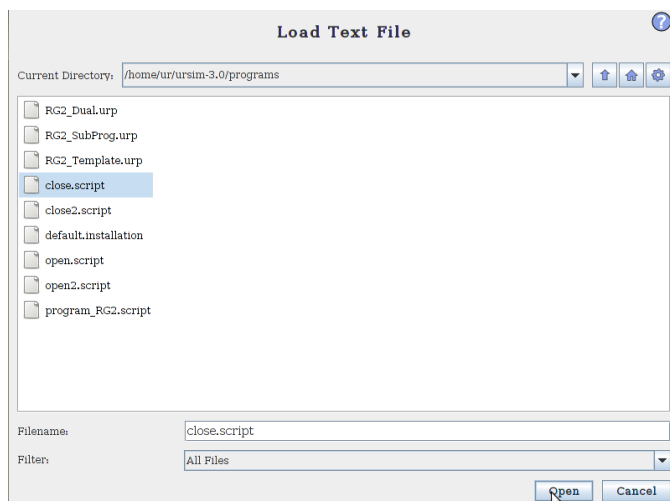 Load Text File
?
Current Directory: /home/ur/ursim-3.0/programs
RG2_Dual.urp
RG2_SubProg.urp
RG2_Template.urp
close.script
close2.script
default.installation
open.script
open2.script
program_RG2.script
Filename: close.script
Filter: All Files
Open Cancel